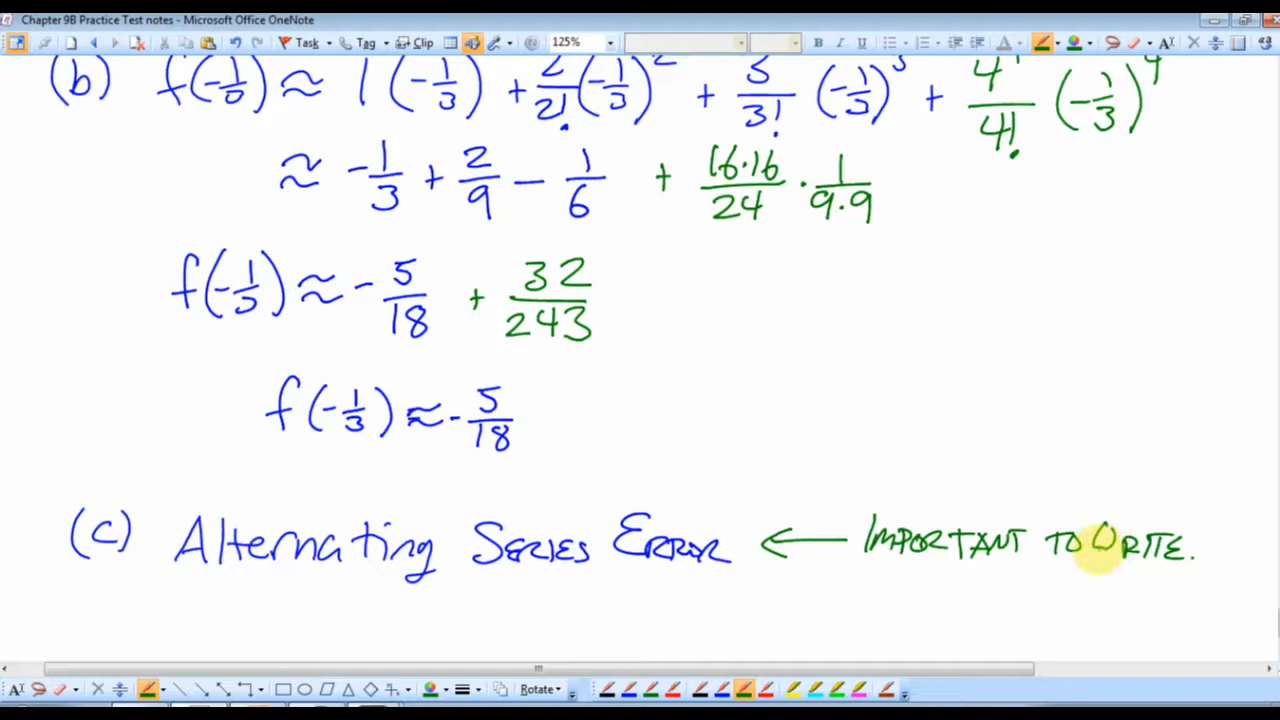 Chapter 9B Practice Test notes - Microsoft Office OneNote
Task Tag Clip 125% B I U
(b) f(-1/3) ≈ 1(-1/3) + 2/2!(-1/3)² + 3/3!(-1/3)³ + 4⁴/4!(-1/3)⁴
≈ -1/3 + 2/9 - 1/6 + 16·16/24 · 1/9·9
f(-1/3) ≈ -5/18 + 32/243
f(-1/3) ≈ -5/18
(c) Alternating SERIES ERROR ← IMPORTANT TO WRITE.
Rotate